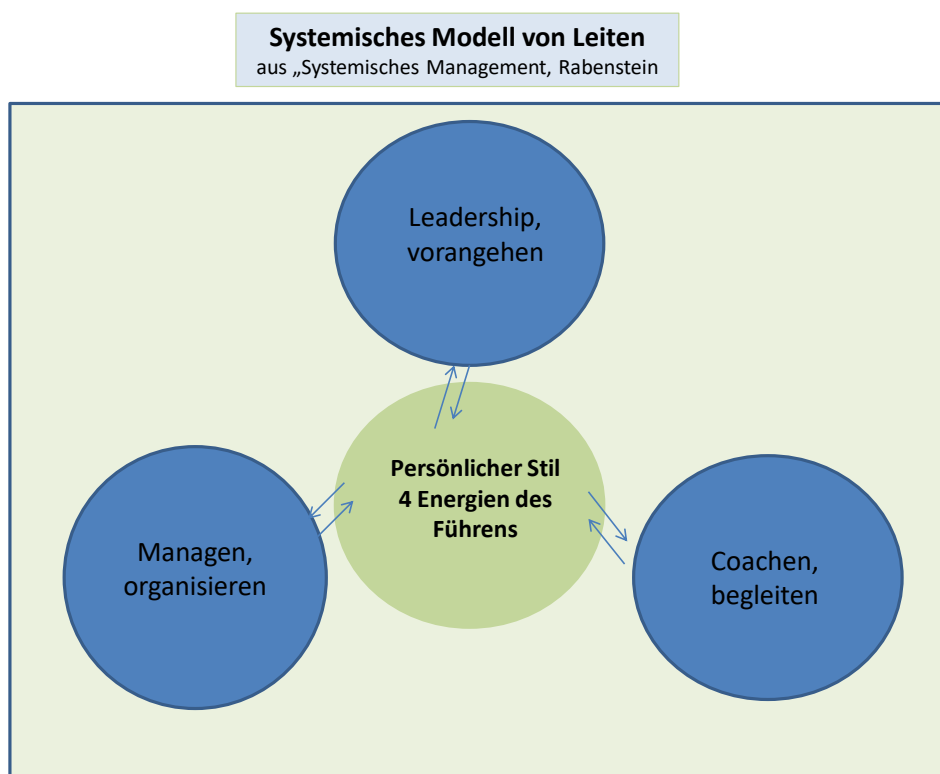 Systemisches Modell von Leiten
aus „Systemisches Management, Rabenstein
Leadership,
vorangehen
Persönlicher Stil
4 Energien des
Führens
Managen,
organisieren
Coachen,
begleiten